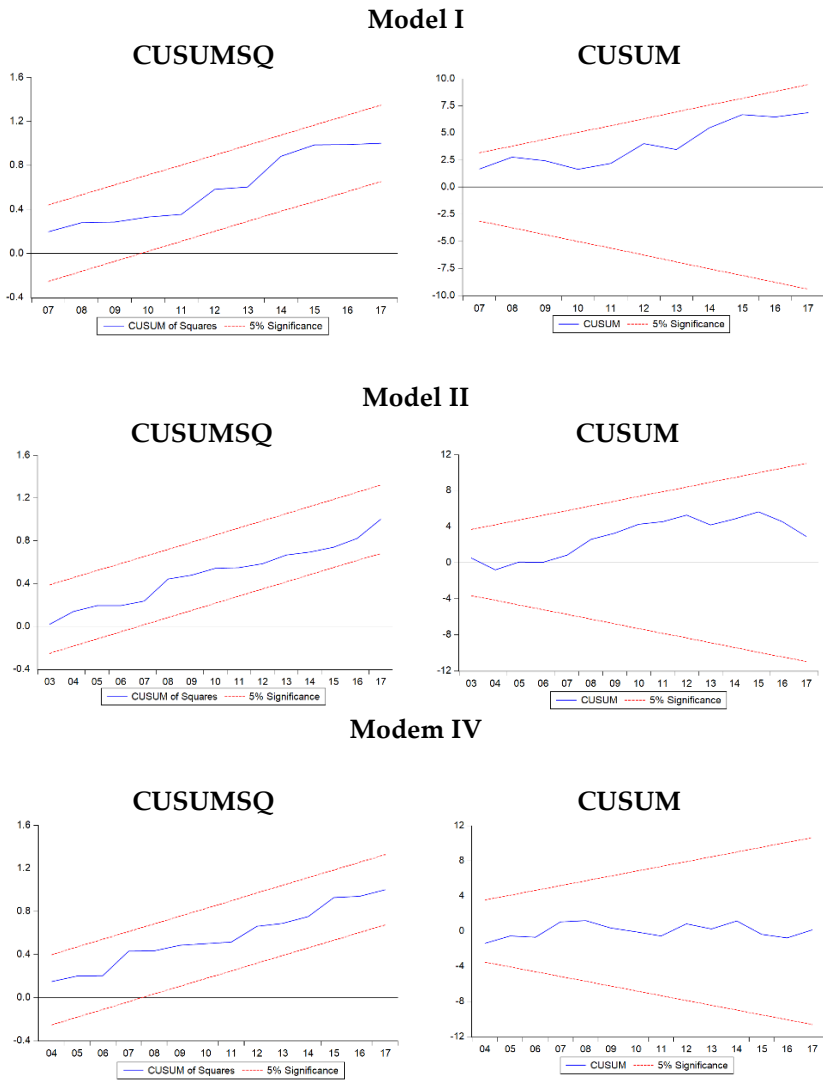 Model I
CUSUMSQ
CUSUM
1.6
1.2
0.8
0.4
0.0
-0.4
07 08 09 10 11 12 13 14 15 16 17
CUSUM of Squares 5% Significance
10.0
7.5
5.0
2.5
0.0
-2.5
-5.0
-7.5
-10.0
07 08 09 10 11 12 13 14 15 16 17
CUSUM 5% Significance
Model II
CUSUMSQ
CUSUM
1.6
1.2
0.8
0.4
0.0
-0.4
03 04 05 06 07 08 09 10 11 12 13 14 15 16 17
CUSUM of Squares 5% Significance
12
8
4
0
-4
-8
-12
03 04 05 06 07 08 09 10 11 12 13 14 15 16 17
CUSUM 5% Significance
Modem IV
CUSUMSQ
CUSUM
1.6
1.2
0.8
0.4
0.0
-0.4
04 05 06 07 08 09 10 11 12 13 14 15 16 17
CUSUM of Squares 5% Significance
12
8
4
0
-4
-8
-12
04 05 06 07 08 09 10 11 12 13 14 15 16 17
CUSUM 5% Significance